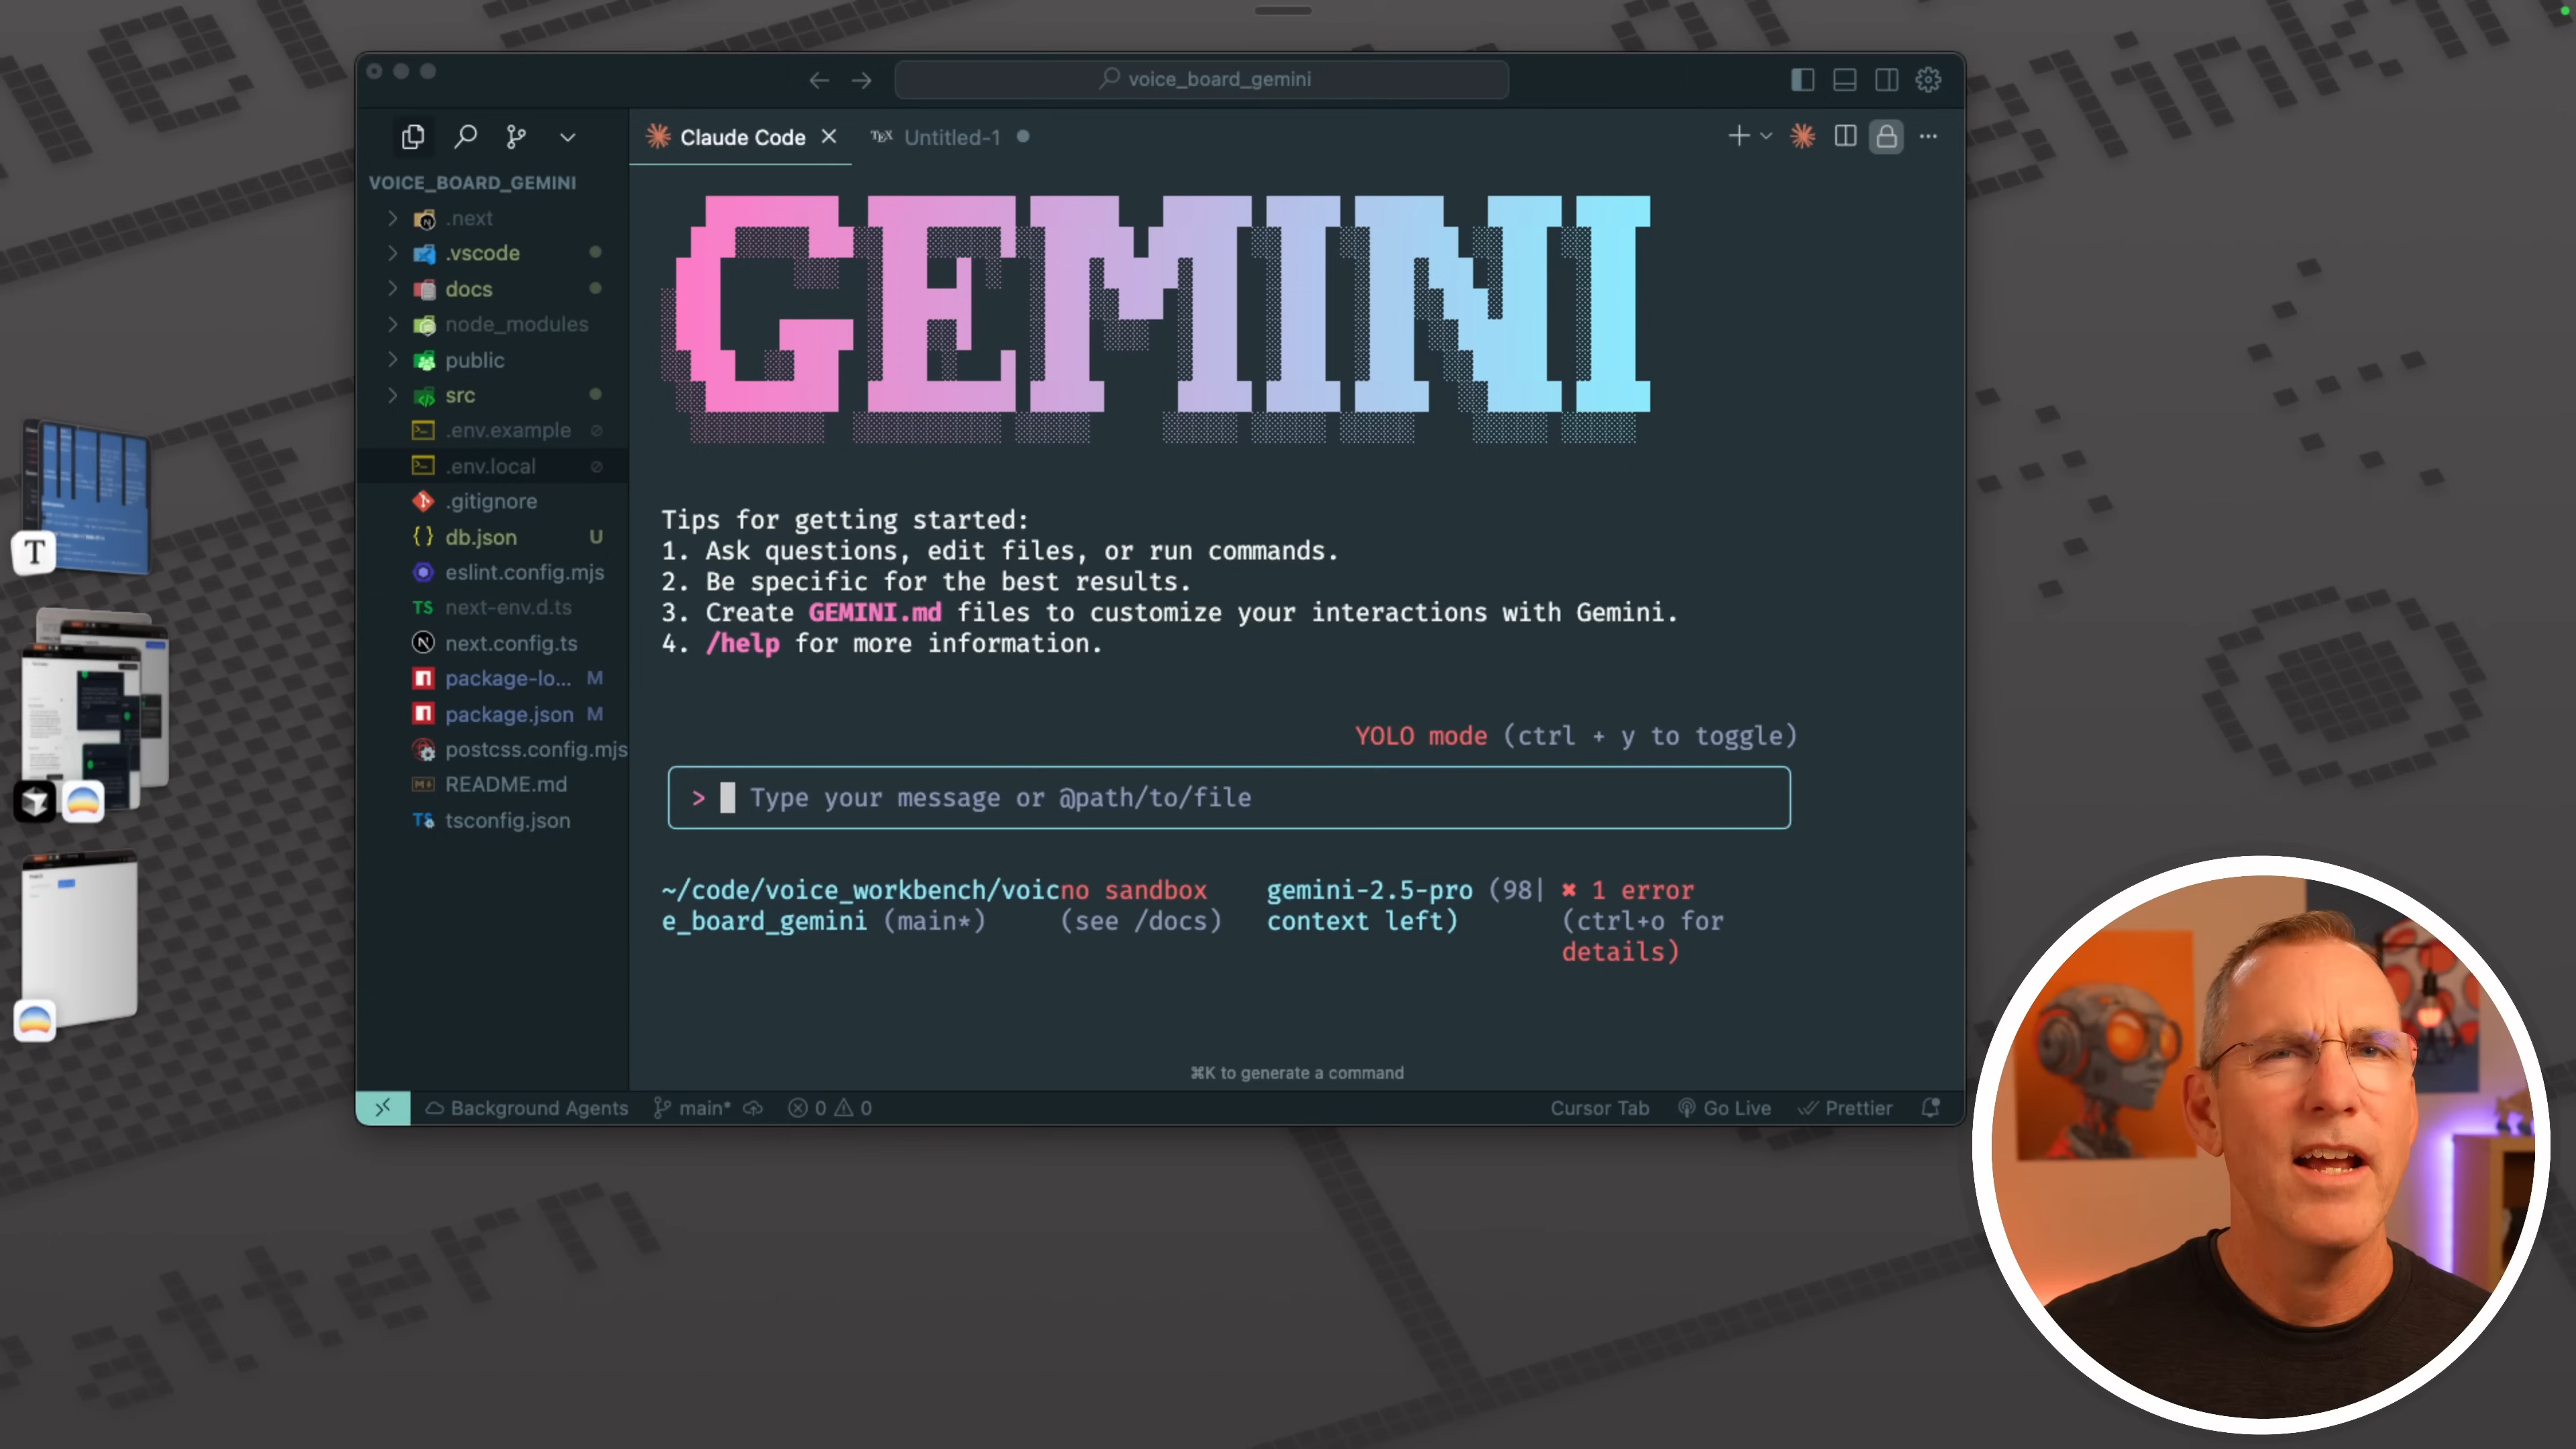 voice_board_gemini
Claude Code
TEX Untitled-1
VOICE_BOARD_GEMINI
.next
.vscode
docs
node_modules
public
src
.env.example
.env.local
.gitignore
{} db.json U
eslint.config.mjs
TS next-env.d.ts
N next.config.ts
package-lo... M
package.json M
postcss.config.mjs
README.md
TS tsconfig.json
GEMINI
Tips for getting started:
1. Ask questions, edit files, or run commands.
2. Be specific for the best results.
3. Create GEMINI.md files to customize your interactions with Gemini.
4. /help for more information.
YOLO mode (ctrl + y to toggle)
> Type your message or @path/to/file
~/code/voice_workbench/voic
e_board_gemini (main*)
no sandbox
(see /docs)
gemini-2.5-pro (98|
context left)
✖ 1 error
(ctrl+o for
details)
⌘K to generate a command
Background Agents main* 0 0 Cursor Tab Go Live Prettier
T
pattern